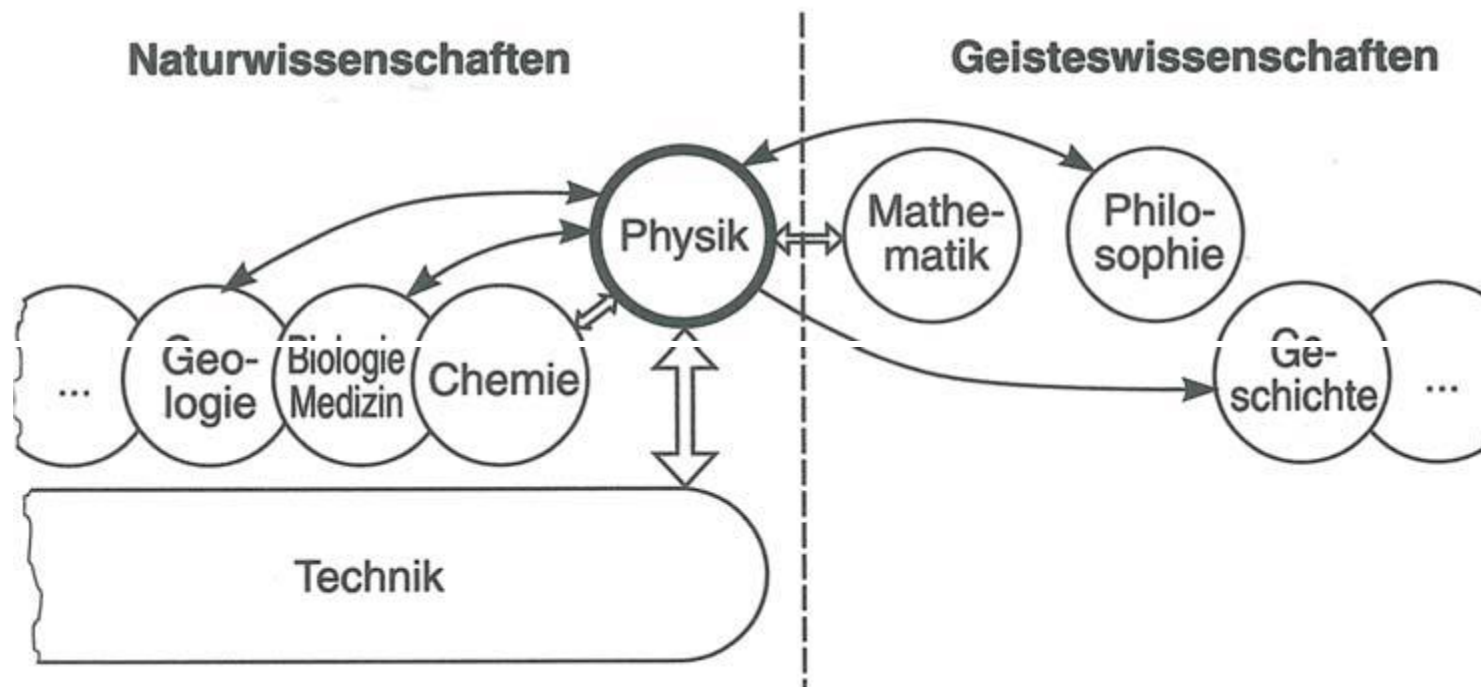 Naturwissenschaften
Geisteswissenschaften
Physik
Mathe-
matik
Philo-
sophie
...
Geo-
logie
Biologie
Medizin
Chemie
Ge-
schichte
...
Technik